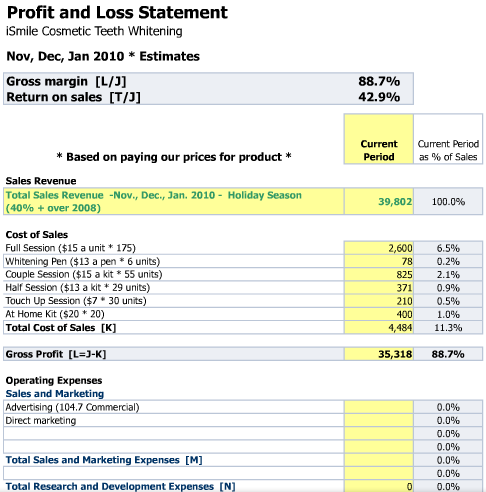 Profit and Loss Statement
iSmile Cosmetic Teeth Whitening
Nov, Dec, Jan 2010 * Estimates
Gross margin [L/J] 88.7%
Return on sales [T/J] 42.9%
* Based on paying our prices for product * Current Period Current Period as % of Sales
Sales Revenue
Total Sales Revenue -Nov., Dec., Jan. 2010 - Holiday Season
(40% + over 2008) 39,802 100.0%
Cost of Sales
Full Session ($15 a unit * 175) 2,600 6.5%
Whitening Pen ($13 a pen * 6 units) 78 0.2%
Couple Session ($15 a kit * 55 units) 825 2.1%
Half Session ($13 a kit * 29 units) 371 0.9%
Touch Up Session ($7 * 30 units) 210 0.5%
At Home Kit ($20 * 20) 400 1.0%
Total Cost of Sales [K] 4,484 11.3%
Gross Profit [L=J-K] 35,318 88.7%
Operating Expenses
Sales and Marketing
Advertising (104.7 Commercial) 0.0%
Direct marketing 0.0%
0.0%
0.0%
Total Sales and Marketing Expenses [M] 0.0%
0.0%
Total Research and Development Expenses [N] 0 0.0%